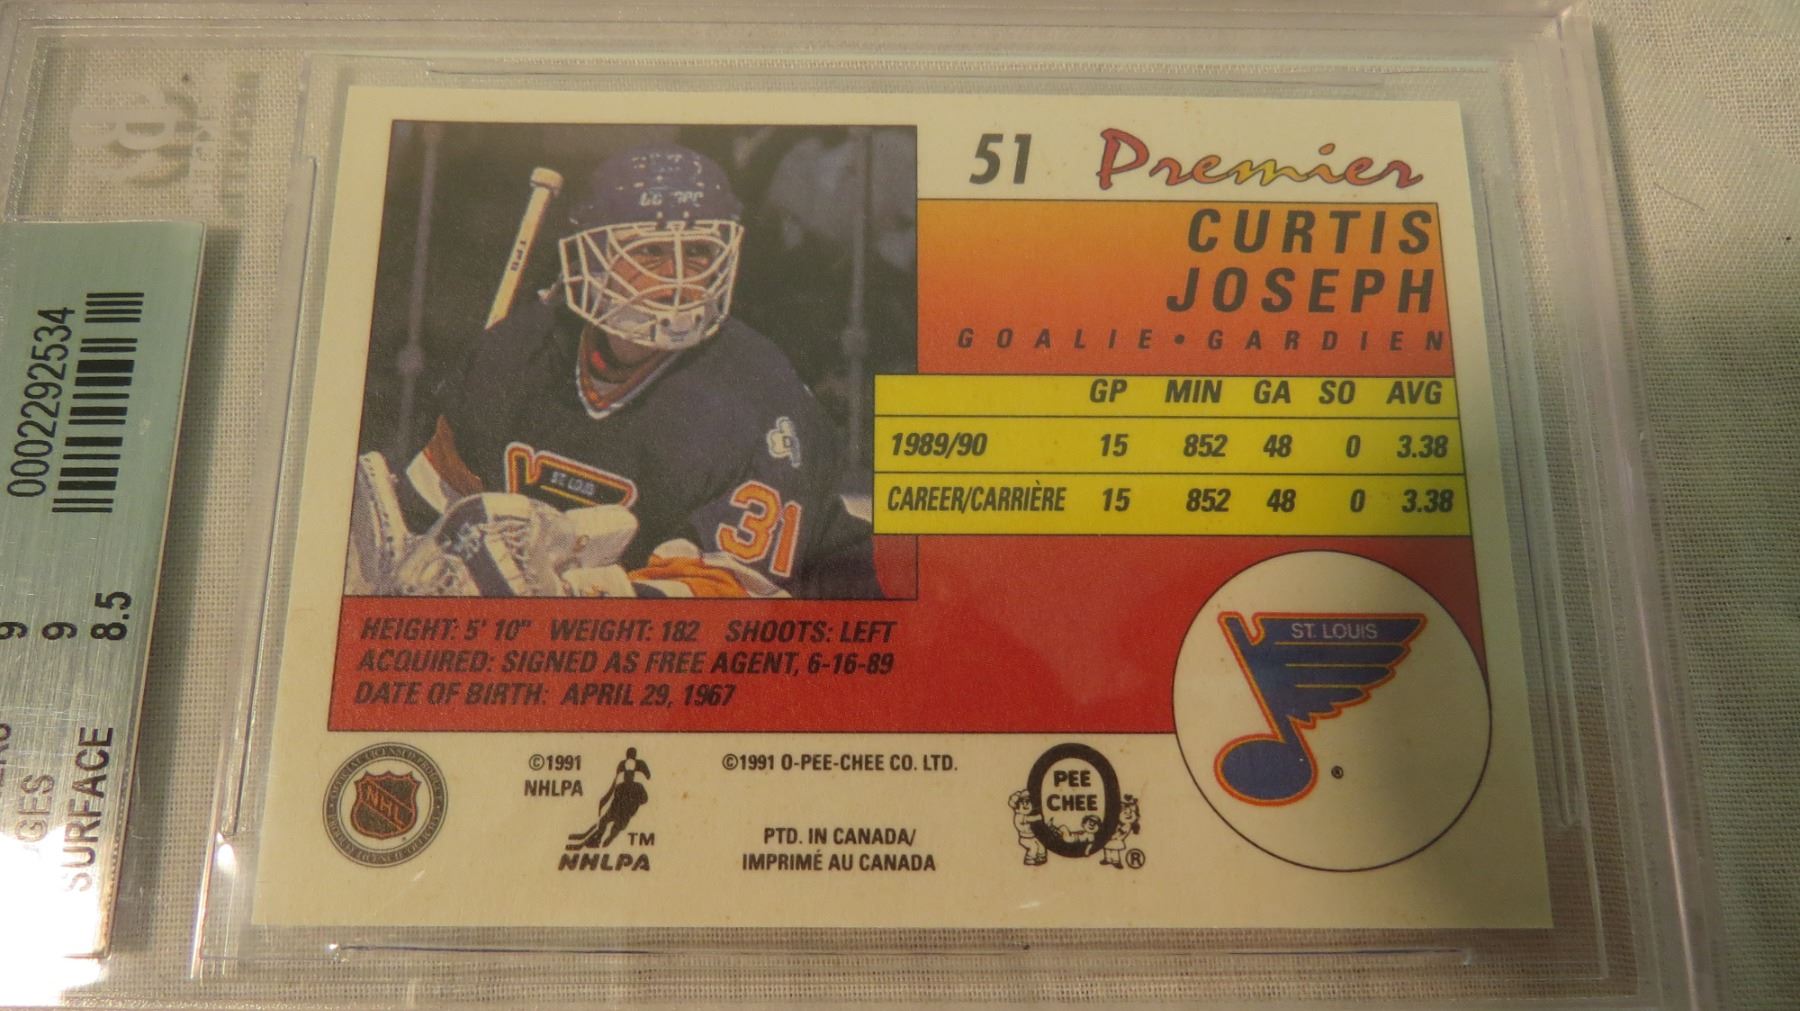 51 Premier
CURTIS
JOSEPH
GOALIE • GARDIEN
GP MIN GA SO AVG
1989/90 15 852 48 0 3.38
CAREER/CARRIÈRE 15 852 48 0 3.38
ST. LOUIS
31
HEIGHT: 5' 10" WEIGHT: 182 SHOOTS: LEFT
ACQUIRED: SIGNED AS FREE AGENT, 6-16-89
DATE OF BIRTH: APRIL 29, 1967
ST. LOUIS
®
NHL
©1991
NHLPA
TM
NHLPA
©1991 O-PEE-CHEE CO. LTD.
PTD. IN CANADA/
IMPRIMÉ AU CANADA
PEE
CHEE
®
0002292534
9
9
8.5
SURFACE